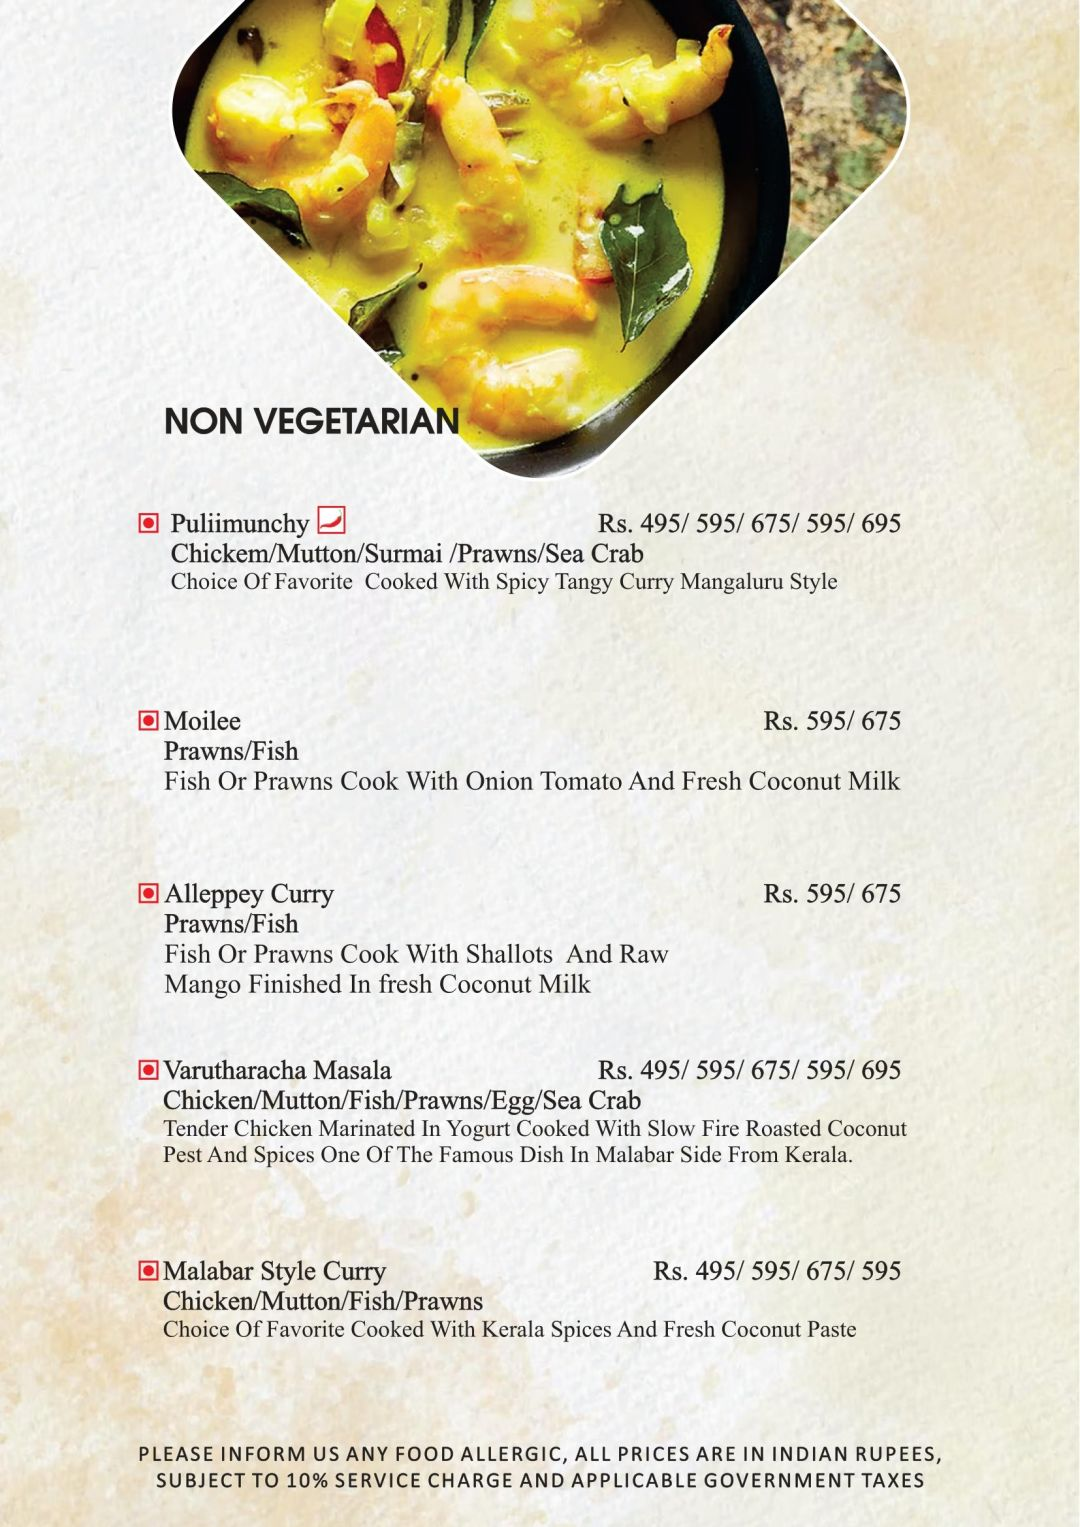 NON VEGETARIAN
Puliimunchy Rs. 495/ 595/ 675/ 595/ 695
Chickem/Mutton/Surmai /Prawns/Sea Crab
Choice Of Favorite Cooked With Spicy Tangy Curry Mangaluru Style
Moilee Rs. 595/ 675
Prawns/Fish
Fish Or Prawns Cook With Onion Tomato And Fresh Coconut Milk
Alleppey Curry Rs. 595/ 675
Prawns/Fish
Fish Or Prawns Cook With Shallots And Raw
Mango Finished In fresh Coconut Milk
Varutharacha Masala Rs. 495/ 595/ 675/ 595/ 695
Chicken/Mutton/Fish/Prawns/Egg/Sea Crab
Tender Chicken Marinated In Yogurt Cooked With Slow Fire Roasted Coconut
Pest And Spices One Of The Famous Dish In Malabar Side From Kerala.
Malabar Style Curry Rs. 495/ 595/ 675/ 595
Chicken/Mutton/Fish/Prawns
Choice Of Favorite Cooked With Kerala Spices And Fresh Coconut Paste
PLEASE INFORM US ANY FOOD ALLERGIC, ALL PRICES ARE IN INDIAN RUPEES,
SUBJECT TO 10% SERVICE CHARGE AND APPLICABLE GOVERNMENT TAXES